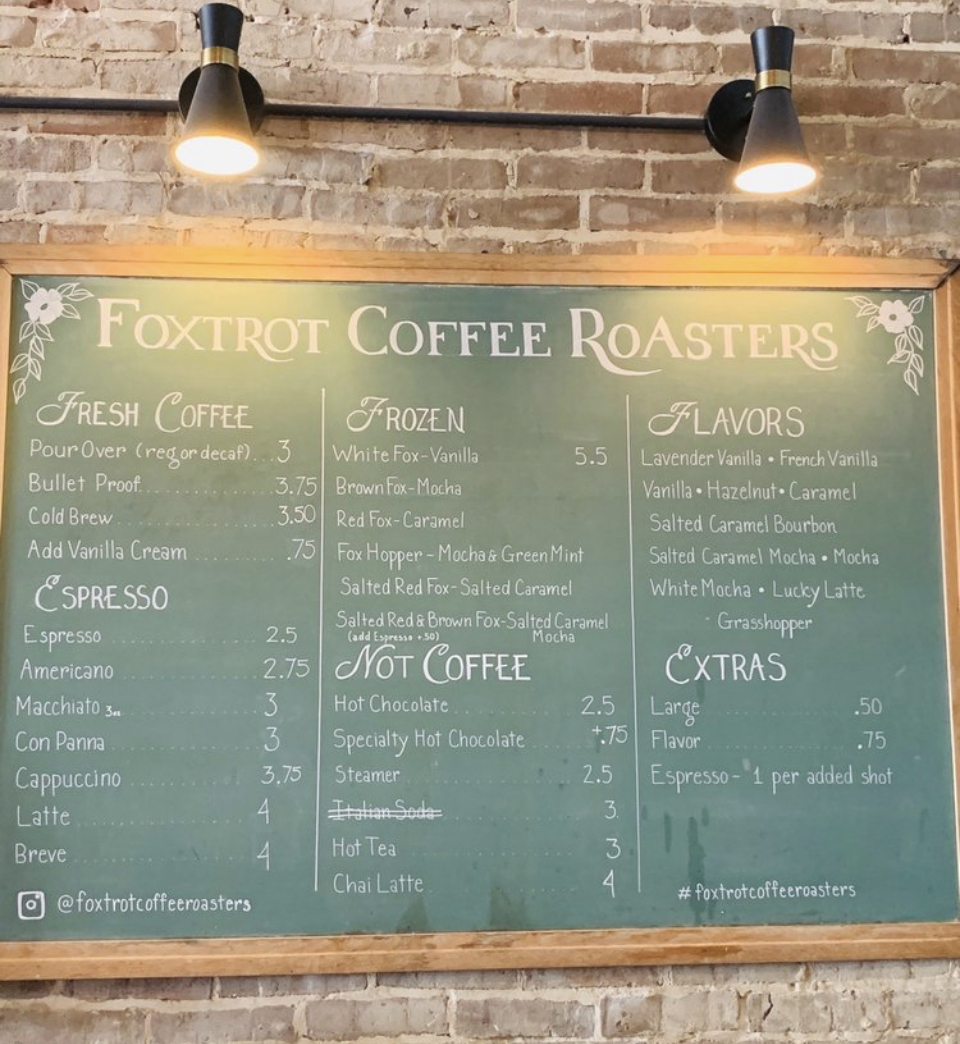 FOXTROT COFFEE ROASTERS
FRESH COFFEE
Pour Over (reg or decaf)...3
Bullet Proof 3.75
Cold Brew 3.50
Add Vanilla Cream .75
ESPRESSO
Espresso 2.5
Americano 2.75
Macchiato 3oz 3
Con Panna 3
Cappuccino 3.75
Latte 4
Breve 4
@foxtrotcoffeeroasters
FROZEN
White Fox-Vanilla 5.5
Brown Fox-Mocha
Red Fox-Caramel
Fox Hopper - Mocha & Green Mint
Salted Red Fox-Salted Caramel
Salted Red & Brown Fox-Salted Caramel
(add Espresso +.50) Mocha
NOT COFFEE
Hot Chocolate 2.5
Specialty Hot Chocolate +.75
Steamer 2.5
Italian Soda 3
Hot Tea 3
Chai Latte 4
FLAVORS
Lavender Vanilla • French Vanilla
Vanilla • Hazelnut • Caramel
Salted Caramel Bourbon
Salted Caramel Mocha • Mocha
White Mocha • Lucky Latte
Grasshopper
EXTRAS
Large .50
Flavor .75
Espresso - 1 per added shot
#foxtrotcoffeeroasters